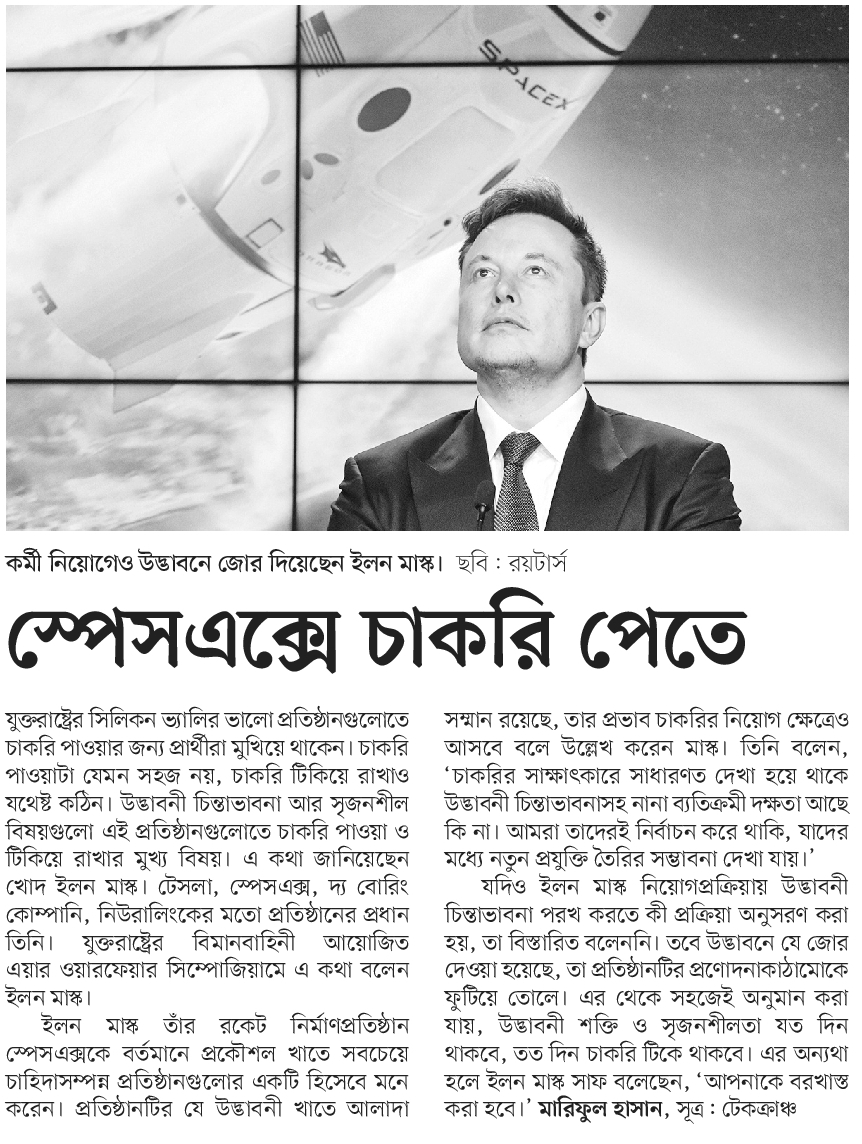 SPACEX
কর্মী নিয়োগেও উদ্ভাবনে জোর দিয়েছেন ইলন মাস্ক। ছবি : রয়টার্স
স্পেসএক্সে চাকরি পেতে
যুক্তরাষ্ট্রের সিলিকন ভ্যালির ভালো প্রতিষ্ঠানগুলোতে
চাকরি পাওয়ার জন্য প্রার্থীরা মুখিয়ে থাকেন। চাকরি
পাওয়াটা যেমন সহজ নয়, চাকরি টিকিয়ে রাখাও
যথেষ্ট কঠিন। উদ্ভাবনী চিন্তাভাবনা আর সৃজনশীল
বিষয়গুলো এই প্রতিষ্ঠানগুলোতে চাকরি পাওয়া ও
টিকিয়ে রাখার মুখ্য বিষয়। এ কথা জানিয়েছেন
খোদ ইলন মাস্ক। টেসলা, স্পেসএক্স, দ্য বোরিং
কোম্পানি, নিউরালিংকের মতো প্রতিষ্ঠানের প্রধান
তিনি। যুক্তরাষ্ট্রের বিমানবাহিনী আয়োজিত
এয়ার ওয়ারফেয়ার সিম্পোজিয়ামে এ কথা বলেন
ইলন মাস্ক।
ইলন মাস্ক তাঁর রকেট নির্মাণপ্রতিষ্ঠান
স্পেসএক্সকে বর্তমানে প্রকৌশল খাতে সবচেয়ে
চাহিদাসম্পন্ন প্রতিষ্ঠানগুলোর একটি হিসেবে মনে
করেন। প্রতিষ্ঠানটির যে উদ্ভাবনী খাতে আলাদা
সম্মান রয়েছে, তার প্রভাব চাকরির নিয়োগ ক্ষেত্রেও
আসবে বলে উল্লেখ করেন মাস্ক। তিনি বলেন,
‘চাকরির সাক্ষাৎকারে সাধারণত দেখা হয়ে থাকে
উদ্ভাবনী চিন্তাভাবনাসহ নানা ব্যতিক্রমী দক্ষতা আছে
কি না। আমরা তাদেরই নির্বাচন করে থাকি, যাদের
মধ্যে নতুন প্রযুক্তি তৈরির সম্ভাবনা দেখা যায়।’
যদিও ইলন মাস্ক নিয়োগপ্রক্রিয়ায় উদ্ভাবনী
চিন্তাভাবনা পরখ করতে কী প্রক্রিয়া অনুসরণ করা
হয়, তা বিস্তারিত বলেননি। তবে উদ্ভাবনে যে জোর
দেওয়া হয়েছে, তা প্রতিষ্ঠানটির প্রণোদনাকাঠামোকে
ফুটিয়ে তোলে। এর থেকে সহজেই অনুমান করা
যায়, উদ্ভাবনী শক্তি ও সৃজনশীলতা যত দিন
থাকবে, তত দিন চাকরি টিকে থাকবে। এর অন্যথা
হলে ইলন মাস্ক সাফ বলেছেন, ‘আপনাকে বরখাস্ত
করা হবে।’ মারিফুল হাসান, সূত্র : টেকক্রাঞ্চ